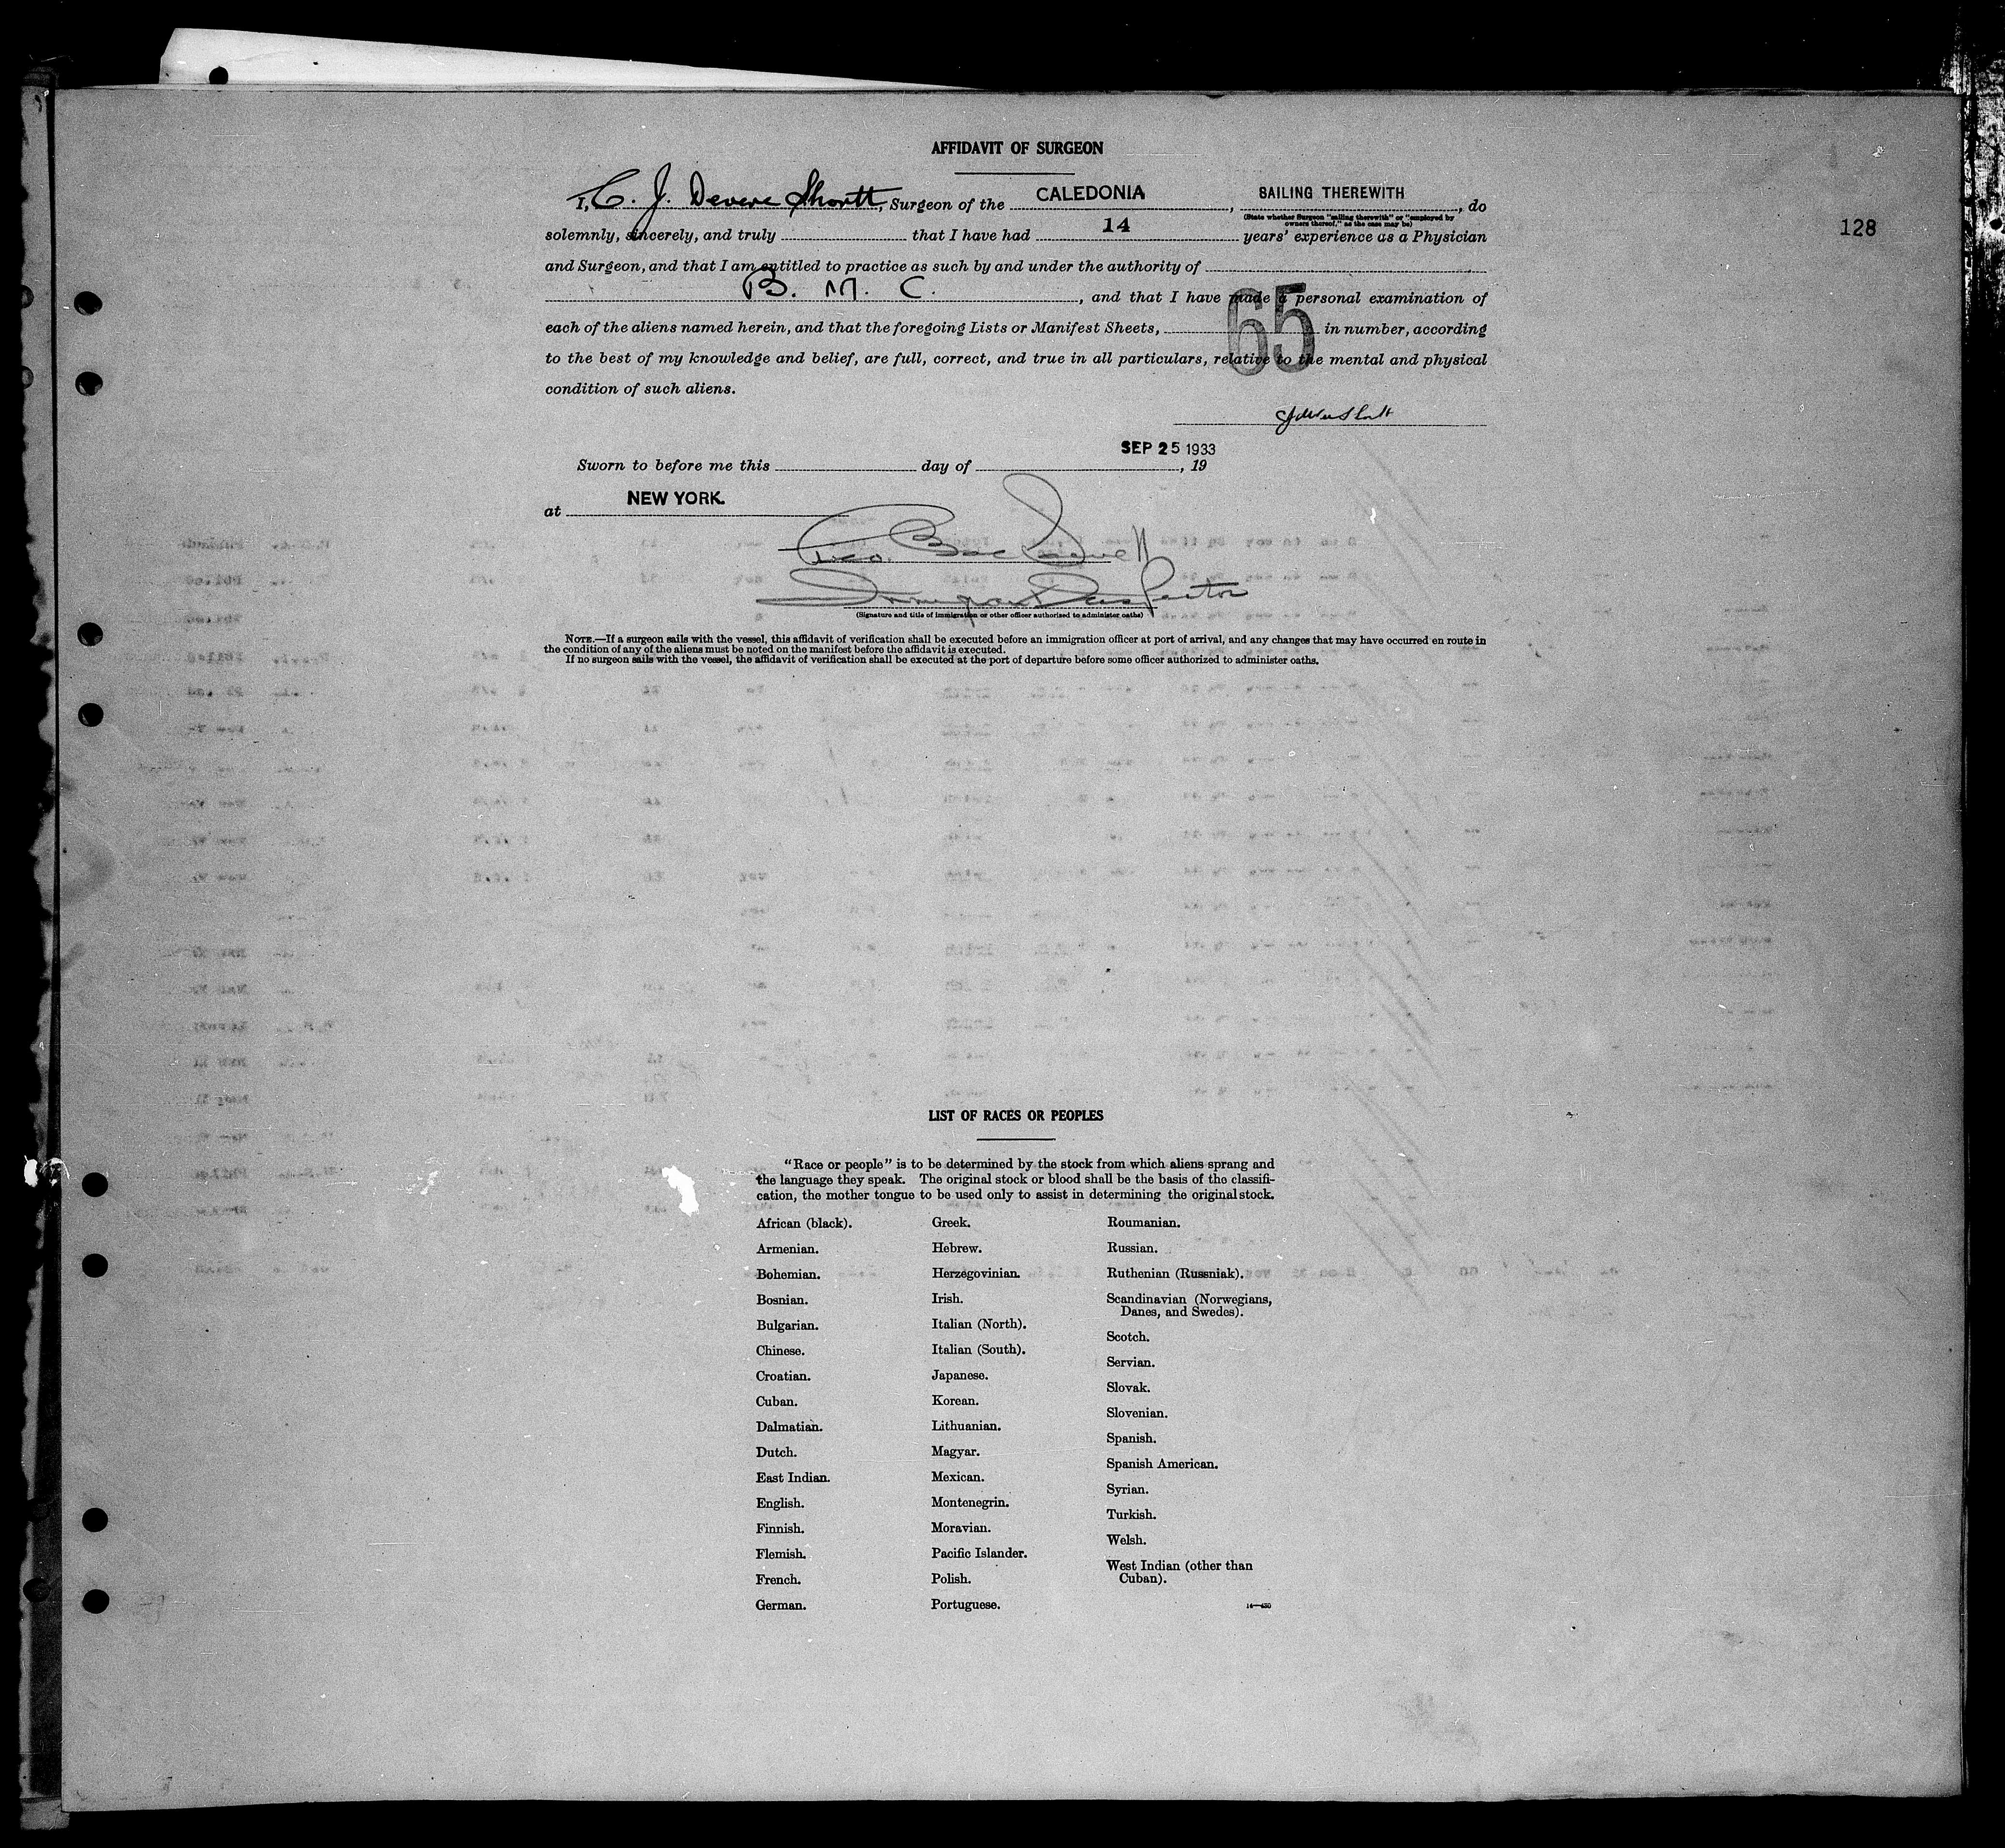 AFFIDAVIT OF SURGEON
128
I, C. J. Devere Shortt, Surgeon of the CALEDONIA, SAILING THEREWITH, do
(State whether Surgeon "sailing therewith" or "employed by
owners thereof," as the case may be)
solemnly, sincerely, and truly that I have had 14 years' experience as a Physician
and Surgeon, and that I am entitled to practice as such by and under the authority of
B. M. C., and that I have made a personal examination of
each of the aliens named herein, and that the foregoing Lists or Manifest Sheets, 65 in number, according
to the best of my knowledge and belief, are full, correct, and true in all particulars, relative to the mental and physical
condition of such aliens.
SEP 25 1933
Sworn to before me this day of , 19
at NEW YORK.
Inspector
(Signature and title of immigration or other officer authorized to administer oaths)
NOTE.—If a surgeon sails with the vessel, this affidavit of verification shall be executed before an immigration officer at port of arrival, and any changes that may have occurred en route in
the condition of any of the aliens must be noted on the manifest before the affidavit is executed.
If no surgeon sails with the vessel, the affidavit of verification shall be executed at the port of departure before some officer authorized to administer oaths.
LIST OF RACES OR PEOPLES
"Race or people" is to be determined by the stock from which aliens sprang and
the language they speak. The original stock or blood shall be the basis of the classifi-
cation, the mother tongue to be used only to assist in determining the original stock.
African (black).
Armenian.
Bohemian.
Bosnian.
Bulgarian.
Chinese.
Croatian.
Cuban.
Dalmatian.
Dutch.
East Indian.
English.
Finnish.
Flemish.
French.
German.
Greek.
Hebrew.
Herzegovinian.
Irish.
Italian (North).
Italian (South).
Japanese.
Korean.
Lithuanian.
Magyar.
Mexican.
Montenegrin.
Moravian.
Pacific Islander.
Polish.
Portuguese.
Roumanian.
Russian.
Ruthenian (Russniak).
Scandinavian (Norwegians,
Danes, and Swedes).
Scotch.
Servian.
Slovak.
Slovenian.
Spanish.
Spanish American.
Syrian.
Turkish.
Welsh.
West Indian (other than
Cuban).